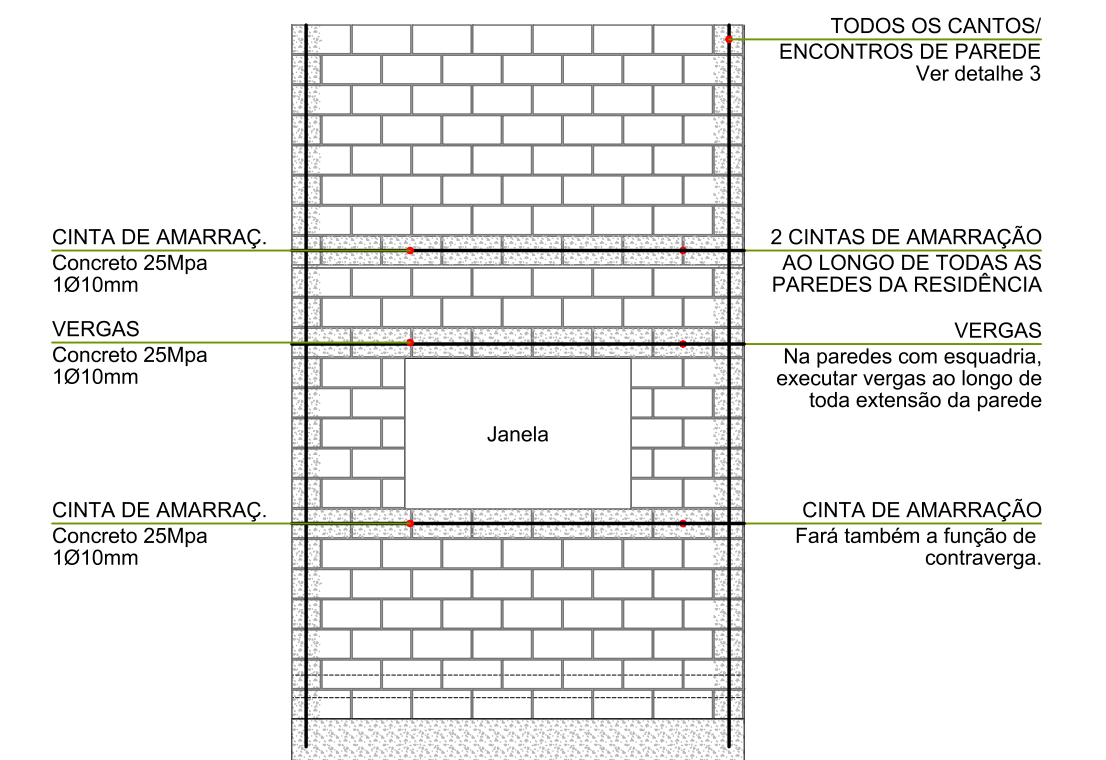 TODOS OS CANTOS/
ENCONTROS DE PAREDE
Ver detalhe 3
CINTA DE AMARRAÇ.
Concreto 25Mpa
1Ø10mm
2 CINTAS DE AMARRAÇÃO
AO LONGO DE TODAS AS
PAREDES DA RESIDÊNCIA
VERGAS
Concreto 25Mpa
1Ø10mm
VERGAS
Na paredes com esquadria,
executar vergas ao longo de
toda extensão da parede
Janela
CINTA DE AMARRAÇ.
Concreto 25Mpa
1Ø10mm
CINTA DE AMARRAÇÃO
Fará também a função de
contraverga.